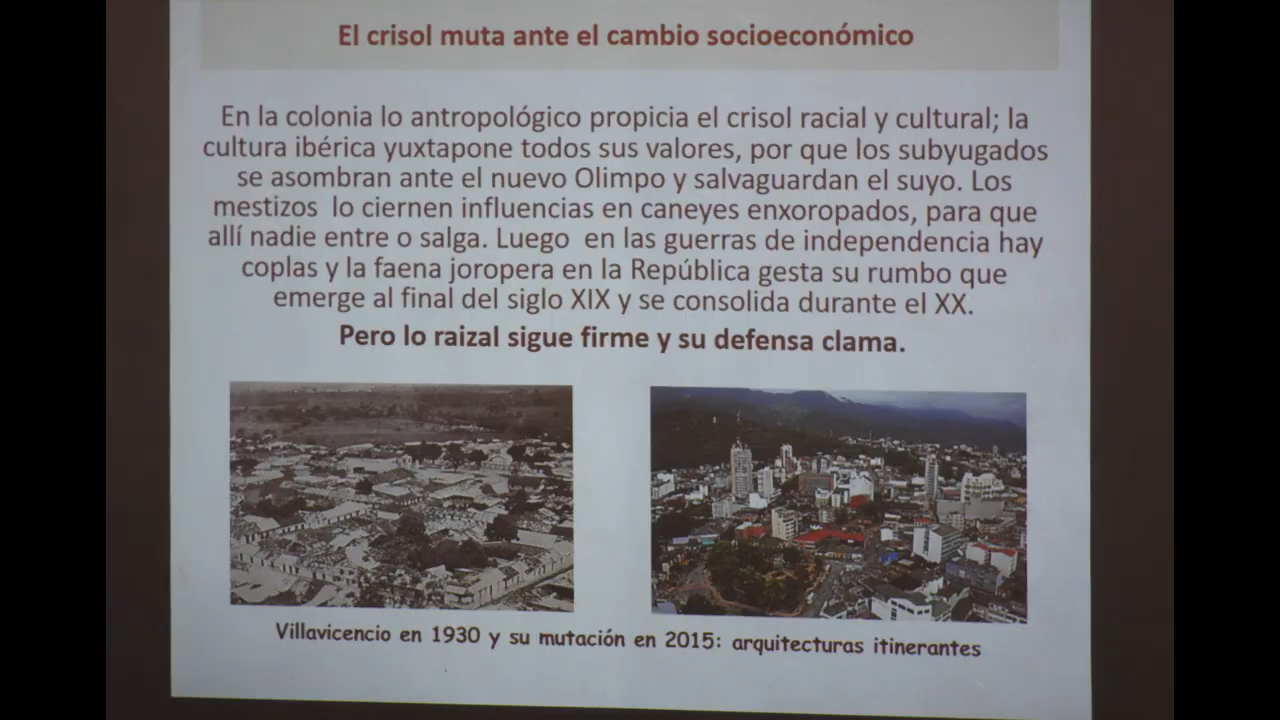 El crisol muta ante el cambio socioeconómico
En la colonia lo antropológico propicia el crisol racial y cultural; la
cultura ibérica yuxtapone todos sus valores, por que los subyugados
se asombran ante el nuevo Olimpo y salvaguardan el suyo. Los
mestizos lo ciernen influencias en caneyes enxoropados, para que
allí nadie entre o salga. Luego en las guerras de independencia hay
coplas y la faena joropera en la República gesta su rumbo que
emerge al final del siglo XIX y se consolida durante el XX.
Pero lo raizal sigue firme y su defensa clama.
Villavicencio en 1930 y su mutación en 2015: arquitecturas itinerantes